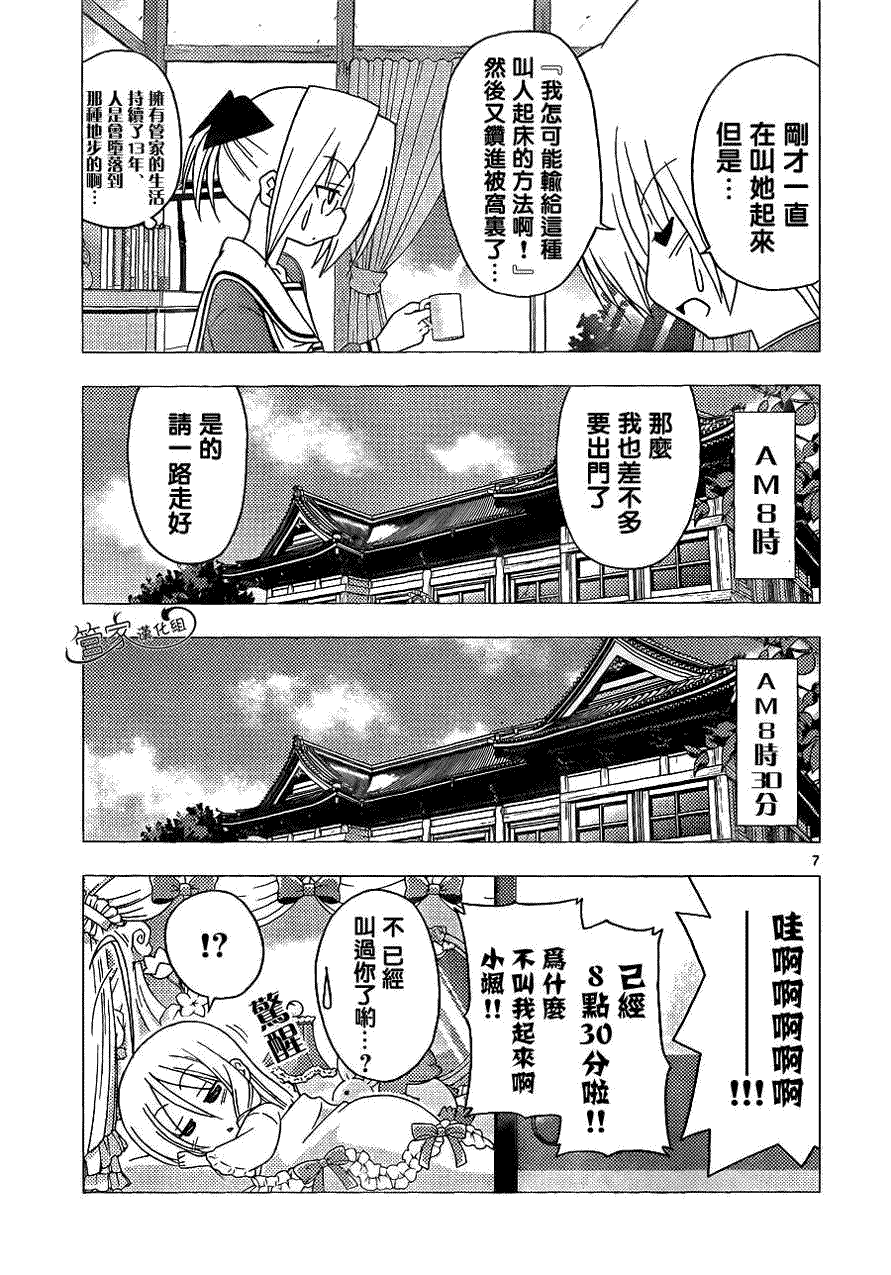 剛才一直
在叫她起來
但是…
『我怎可能輸給這種
叫人起床的方法啊！』
然後又鑽進被窩裏了…
擁有管家的生活
持續了13年、
人是會墮落到
那種地步的啊…
AM8時
那麼
我也差不多
要出門了
是的
請一路走好
管家漢化組
AM8時30分
7
哇啊啊啊啊啊
——!!!
己經
8點30分啦!!
爲什麼
不叫我起來啊
小颯!!
不 已經
叫過你了喲…?
驚醒
!?